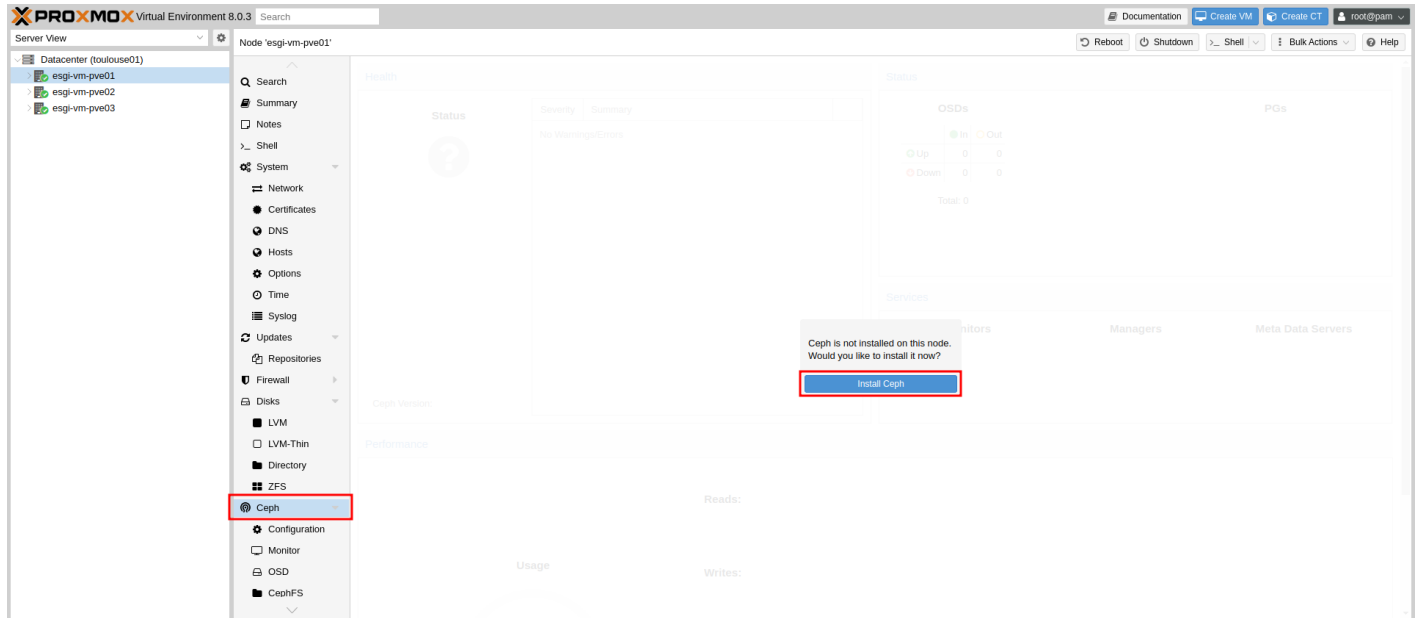 PROXMOX Virtual Environment 8.0.3 Search
Documentation Create VM Create CT root@pam
Server View
Datacenter (toulouse01)
esgi-vm-pve01
esgi-vm-pve02
esgi-vm-pve03
Node 'esgi-vm-pve01'
Reboot Shutdown >_ Shell Bulk Actions Help
Search
Summary
Notes
>_ Shell
System
Network
Certificates
DNS
Hosts
Options
Time
Syslog
Updates
Repositories
Firewall
Disks
LVM
LVM-Thin
Directory
ZFS
Ceph
Configuration
Monitor
OSD
CephFS
Health
Status
Severity Summary
No Warnings/Errors
Ceph Version:
Status
OSDs
In Out
Up 0 0
Down 0 0
Total: 0
PGs
Services
Managers
Meta Data Servers
Ceph is not installed on this node.
Would you like to install it now?
Install Ceph
Performance
Usage
Reads:
Writes: